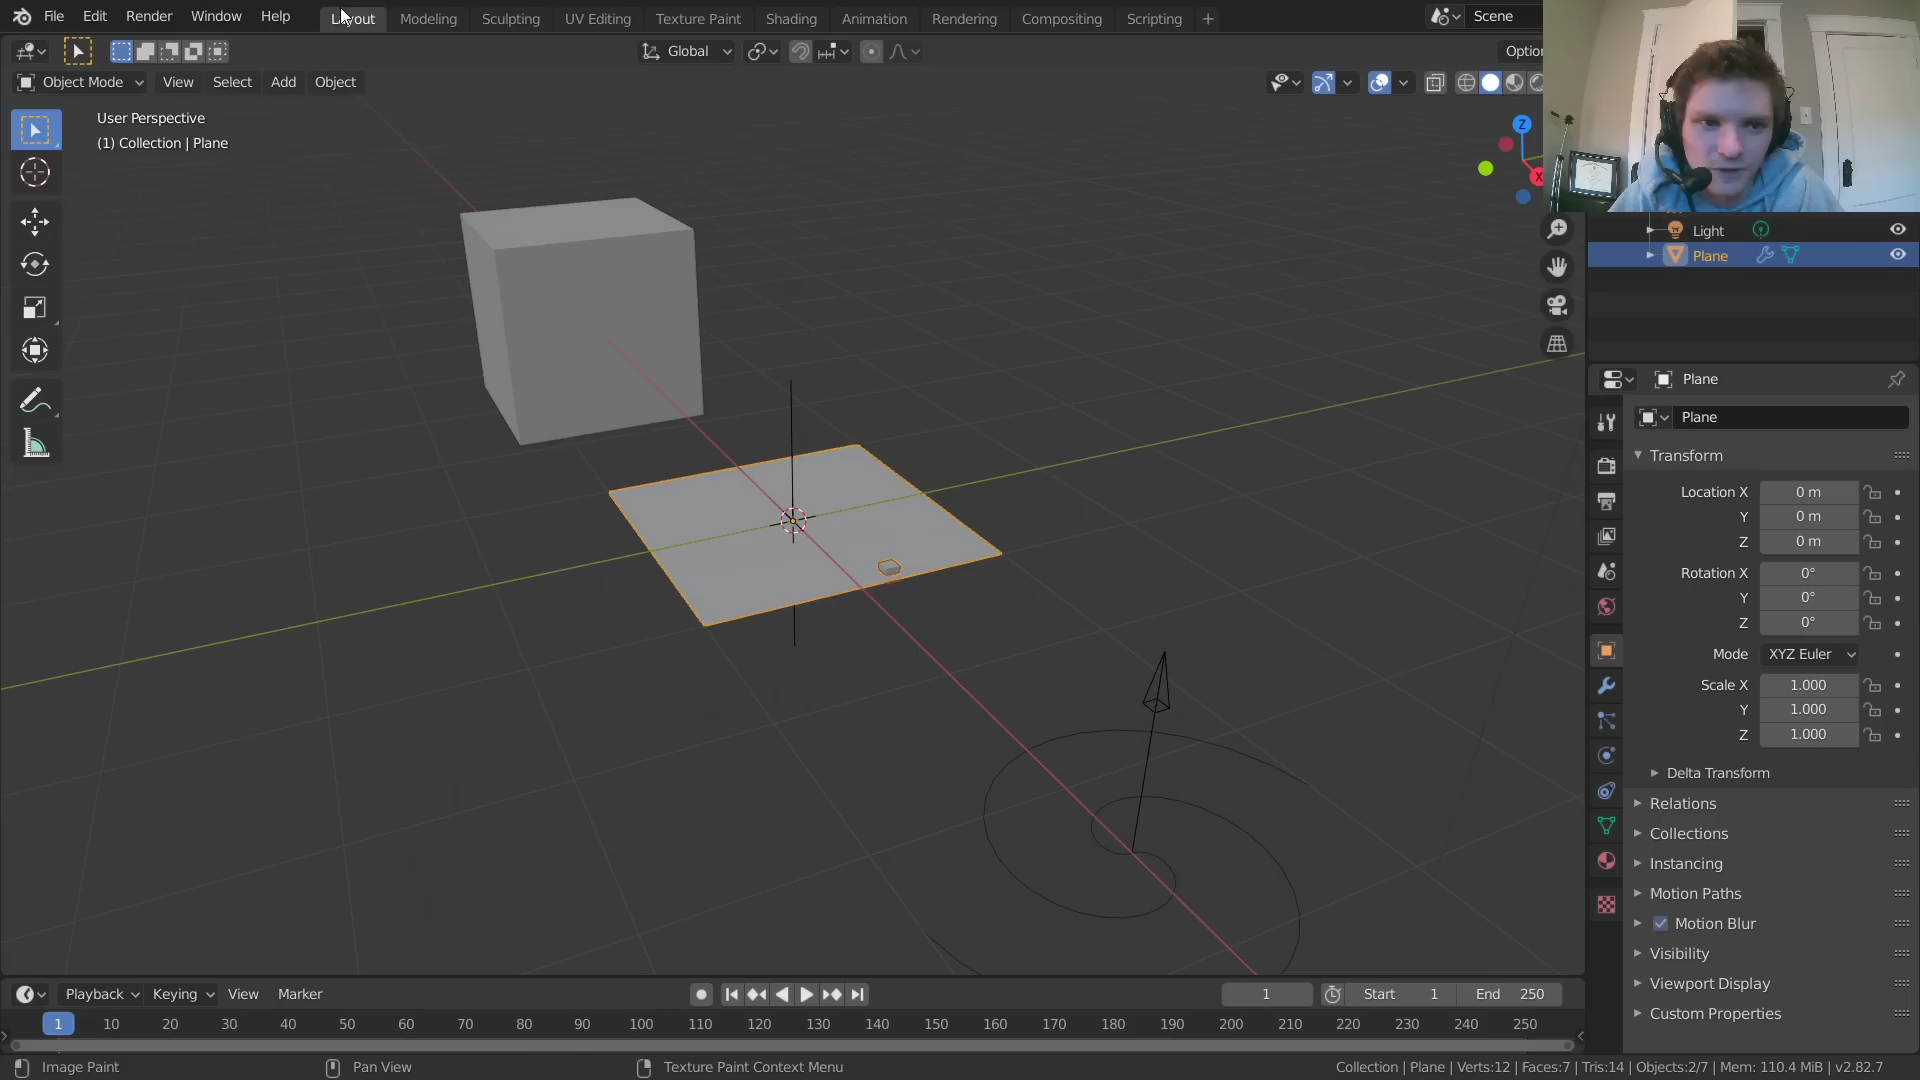 File Edit Render Window Help Layout Modeling Sculpting UV Editing Texture Paint Shading Animation Rendering Compositing Scripting + Scene
Global Optio
Object Mode View Select Add Object
User Perspective
(1) Collection | Plane
Z
X
Light
Plane
Plane
Plane
Transform
Location X 0 m
Y 0 m
Z 0 m
Rotation X 0°
Y 0°
Z 0°
Mode XYZ Euler
Scale X 1.000
Y 1.000
Z 1.000
Delta Transform
Relations
Collections
Instancing
Motion Paths
Motion Blur
Visibility
Viewport Display
Custom Properties
Playback Keying View Marker 1 Start 1 End 250
1 10 20 30 40 50 60 70 80 90 100 110 120 130 140 150 160 170 180 190 200 210 220 230 240 250
Image Paint Pan View Texture Paint Context Menu Collection | Plane | Verts:12 | Faces:7 | Tris:14 | Objects:2/7 | Mem: 110.4 MiB | v2.82.7